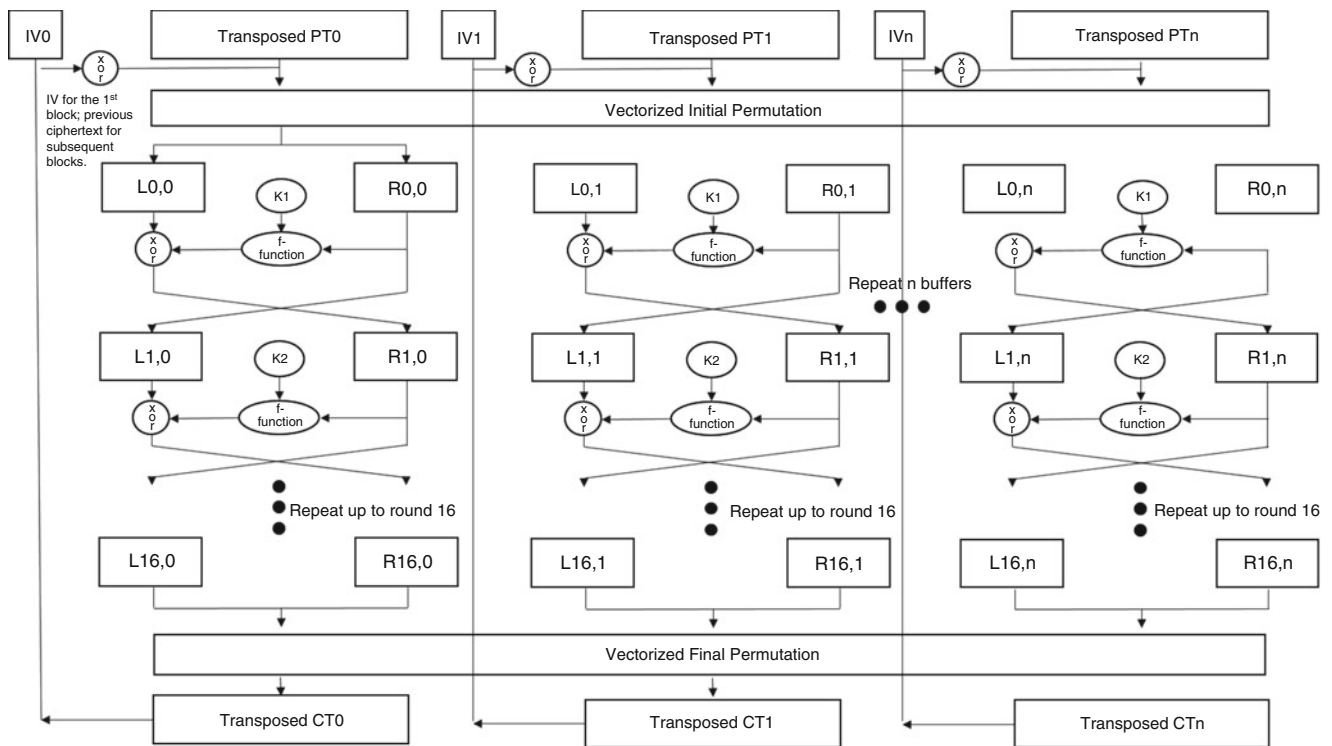 IV0
Transposed PT0
IV1
Transposed PT1
IVn
Transposed PTn
xor
xor
xor
IV for the 1st
block; previous
ciphertext for
subsequent
blocks.
Vectorized Initial Permutation
L0,0
K1
R0,0
L0,1
K1
R0,1
L0,n
K1
R0,n
xor
f-
function
xor
f-
function
xor
f-
function
Repeat n buffers
L1,0
K2
R1,0
L1,1
K2
R1,1
L1,n
K2
R1,n
xor
f-
function
xor
f-
function
xor
f-
function
Repeat up to round 16
Repeat up to round 16
Repeat up to round 16
L16,0
R16,0
L16,1
R16,1
L16,n
R16,n
Vectorized Final Permutation
Transposed CT0
Transposed CT1
Transposed CTn